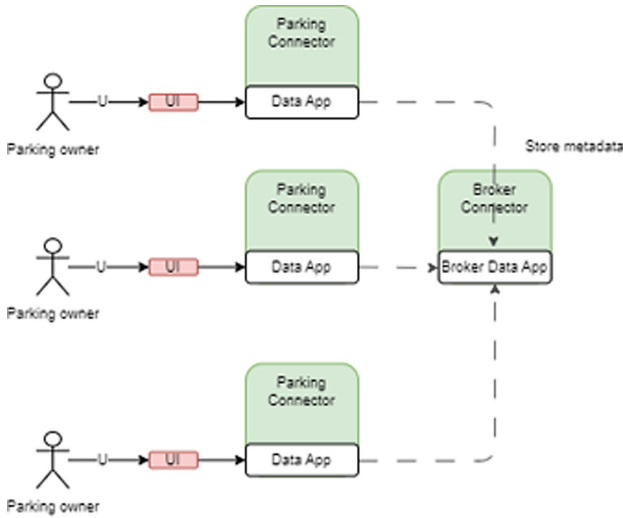 Parking
Connector
U
UI
Data App
Parking owner
Store metadata
Parking
Connector
Broker
Connector
U
UI
Data App
Broker Data App
Parking owner
Parking
Connector
U
UI
Data App
Parking owner